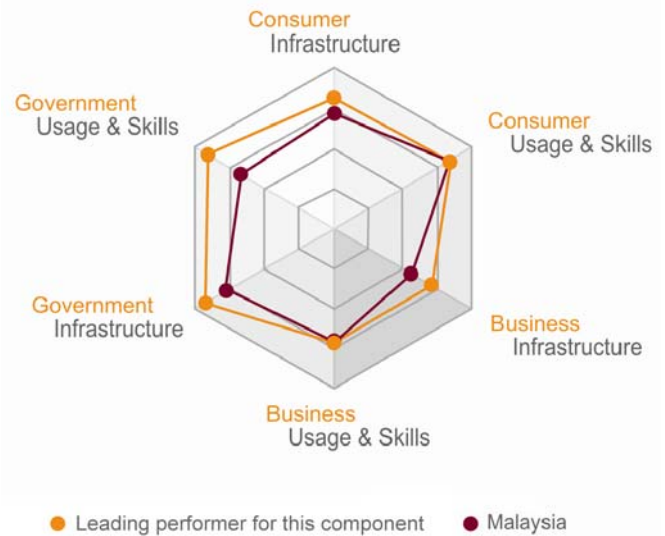 Consumer
Infrastructure
Government
Usage & Skills
Consumer
Usage & Skills
Government
Infrastructure
Business
Infrastructure
Business
Usage & Skills
Leading performer for this component
Malaysia